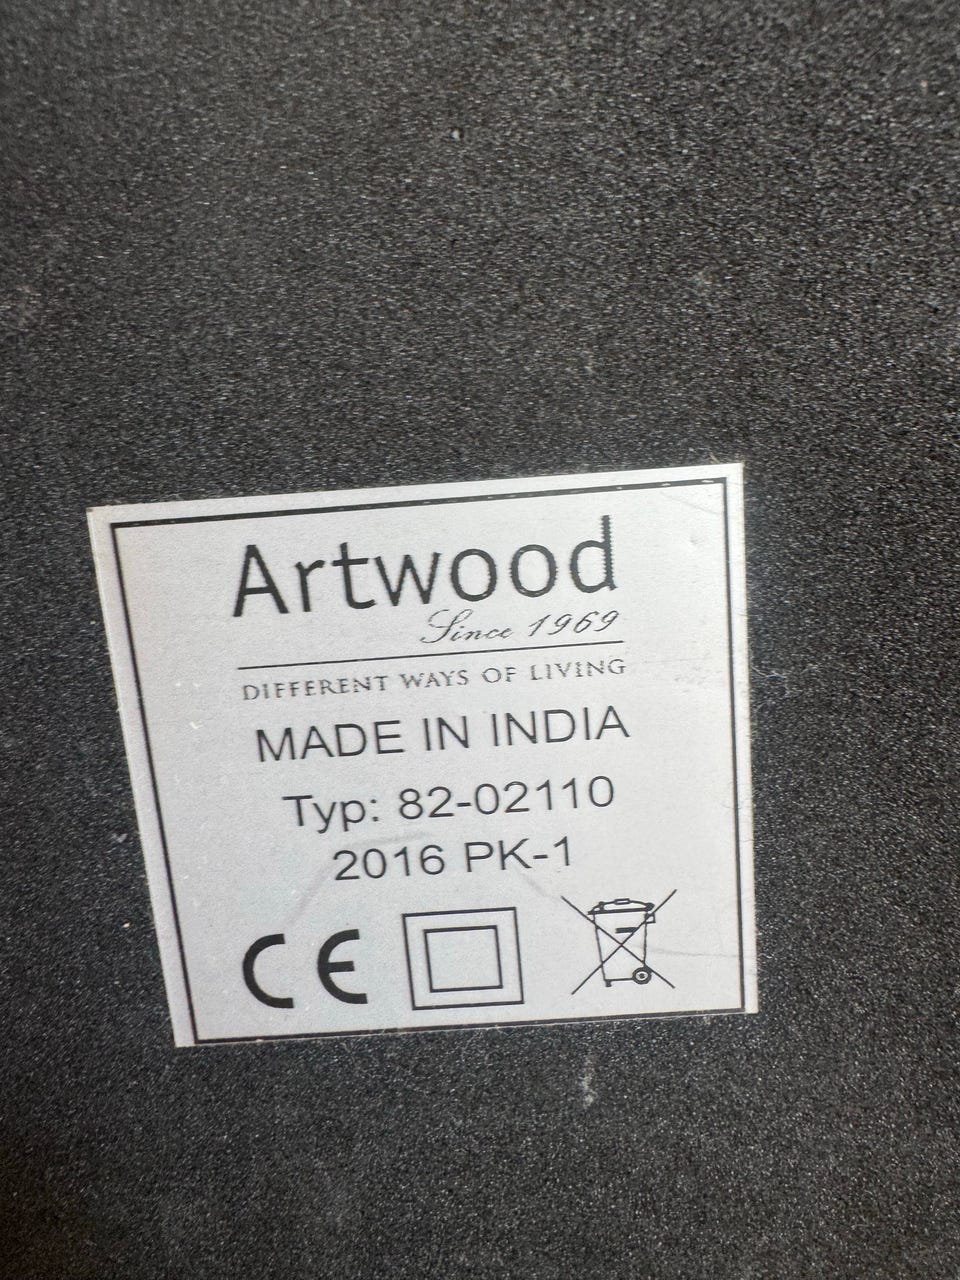 Artwood
Since 1969
DIFFERENT WAYS OF LIVING
MADE IN INDIA
Typ: 82-02110
2016 PK-1
CE